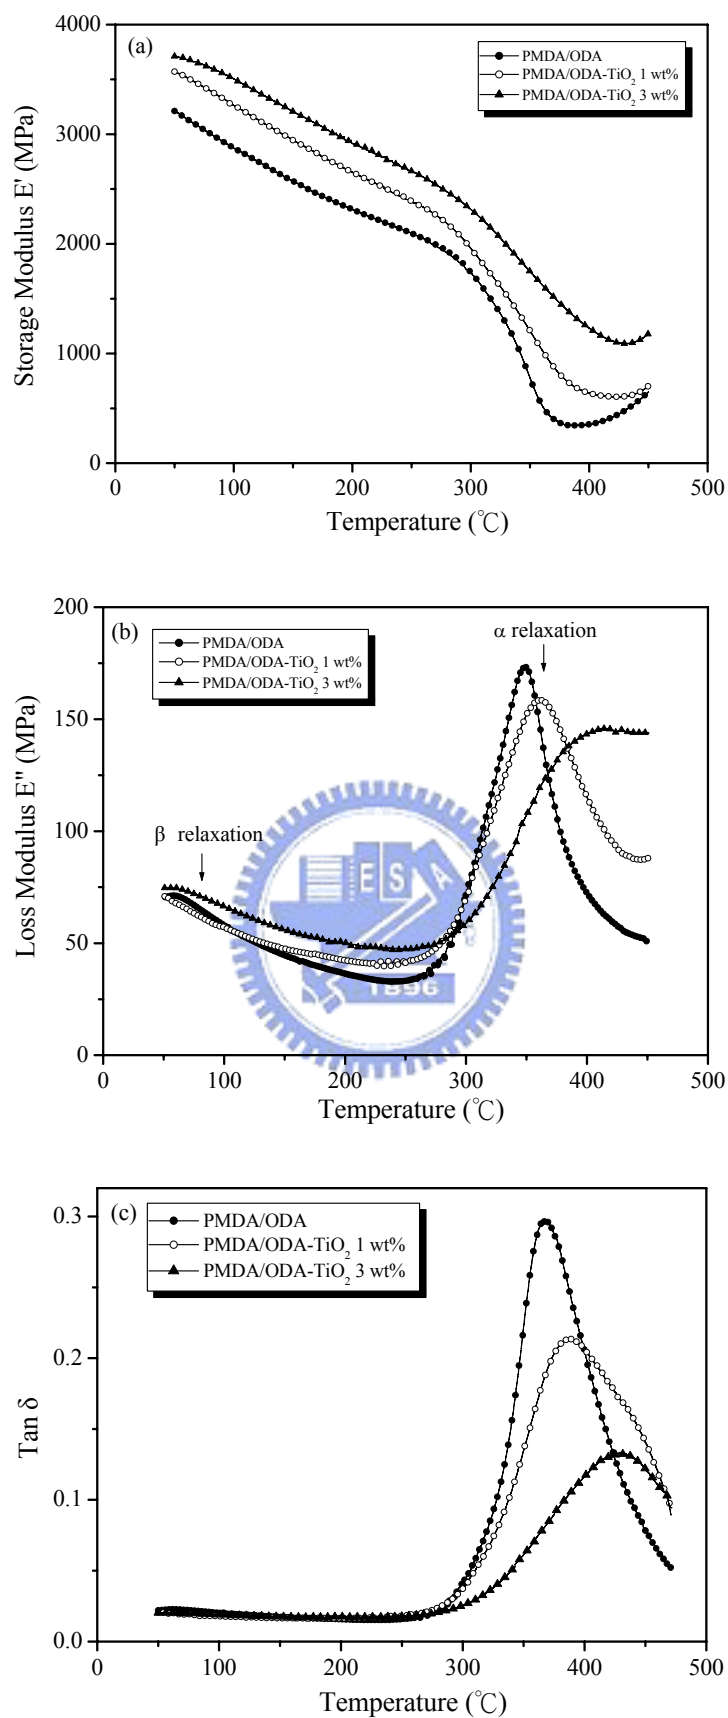 (a)
PMDA/ODA
PMDA/ODA-TiO₂ 1 wt%
PMDA/ODA-TiO₂ 3 wt%
4000
3000
2000
1000
0
Storage Modulus E' (MPa)
0 100 200 300 400 500
Temperature (℃)
(b)
PMDA/ODA
PMDA/ODA-TiO₂ 1 wt%
PMDA/ODA-TiO₂ 3 wt%
α relaxation
β relaxation
200
150
100
50
0
Loss Modulus E" (MPa)
ESA
1896
0 100 200 300 400 500
Temperature (℃)
(c)
PMDA/ODA
PMDA/ODA-TiO₂ 1 wt%
PMDA/ODA-TiO₂ 3 wt%
0.3
0.2
0.1
0.0
Tan δ
0 100 200 300 400 500
Temperature (℃)